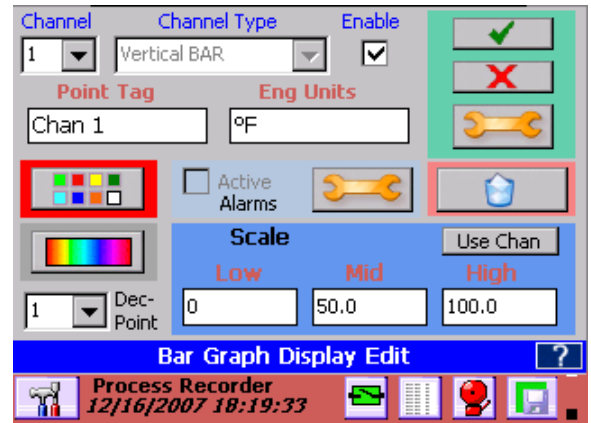 Channel Channel Type Enable
1 Vertical BAR
Point Tag Eng Units
Chan 1 ºF
Active
Alarms
Scale Use Chan
Low Mid High
1 Dec-
Point
0 50.0 100.0
Bar Graph Display Edit ?
Process Recorder
12/16/2007 18:19:33